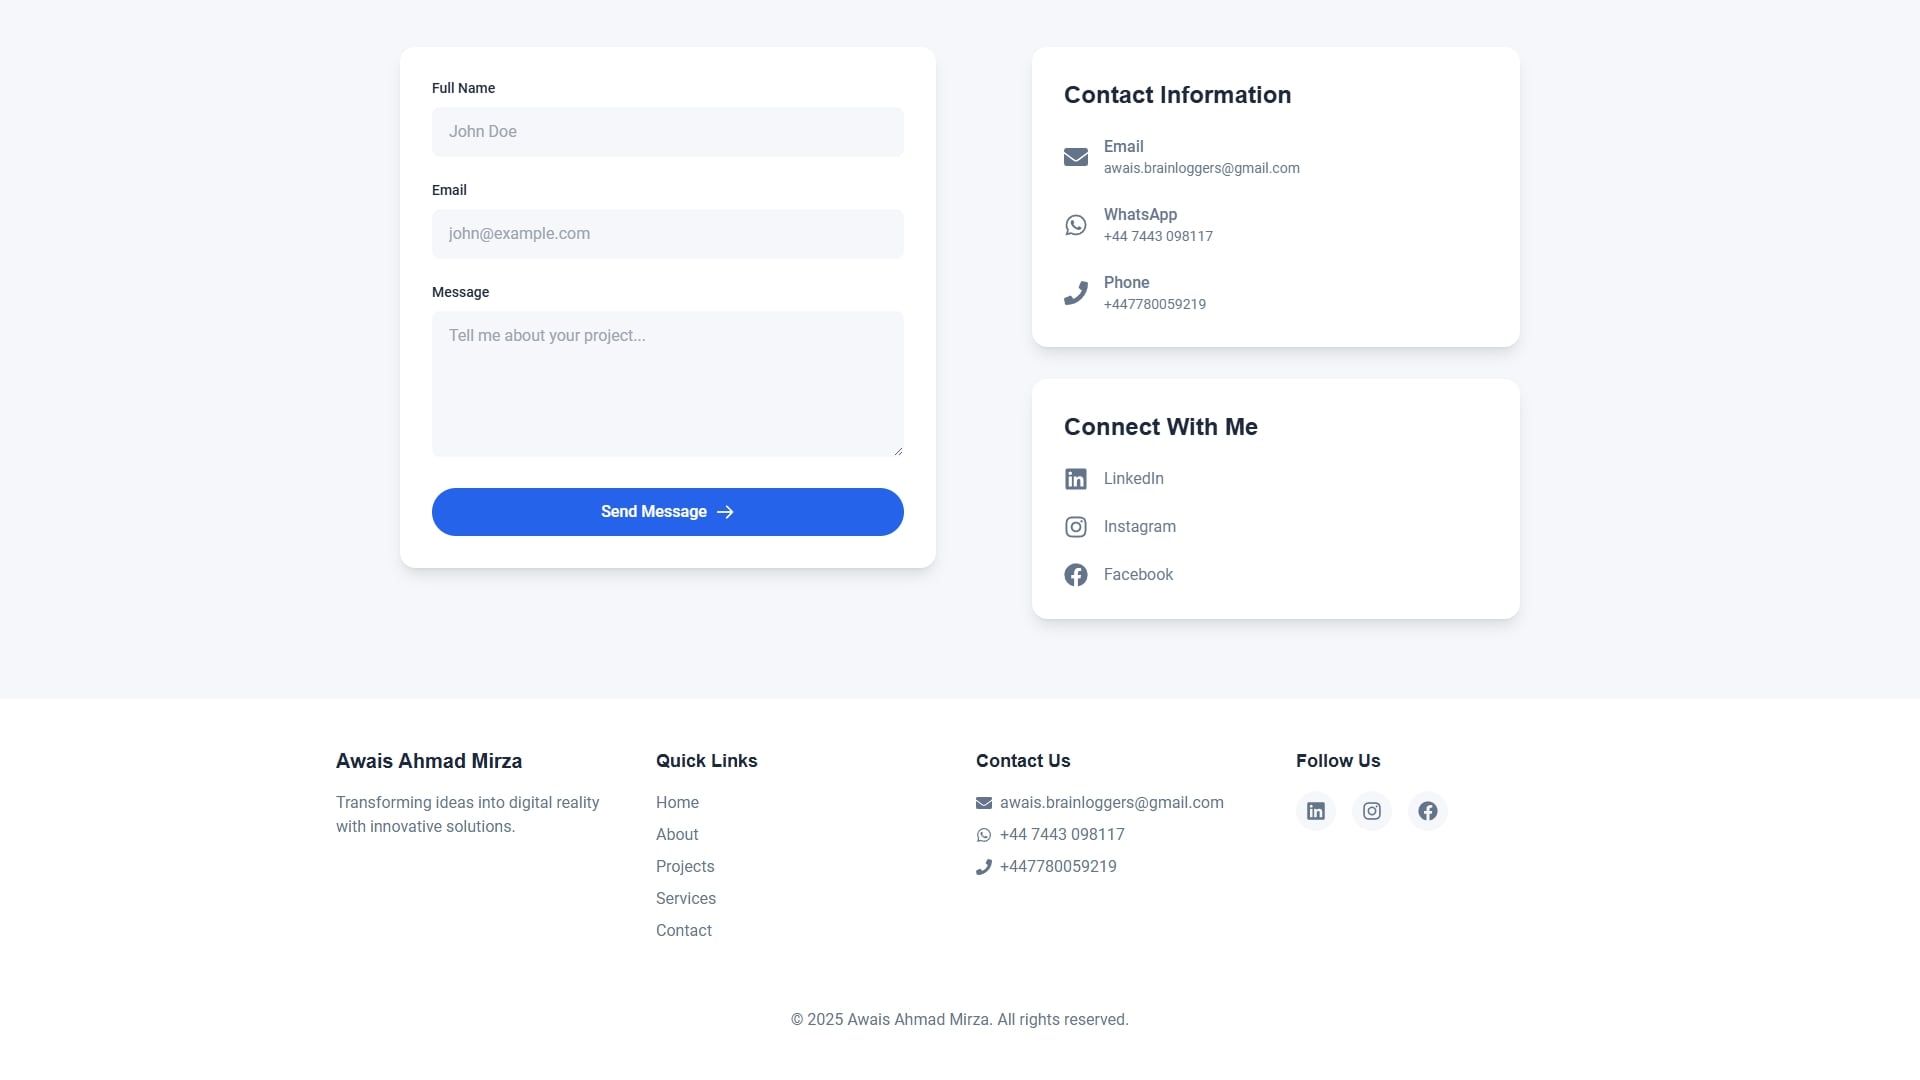 Full Name
John Doe
Email
john@example.com
Message
Tell me about your project...
Send Message
Contact Information
Email
awais.brainloggers@gmail.com
WhatsApp
+44 7443 098117
Phone
+447780059219
Connect With Me
LinkedIn
Instagram
Facebook
Awais Ahmad Mirza
Transforming ideas into digital reality
with innovative solutions.
Quick Links
Home
About
Projects
Services
Contact
Contact Us
awais.brainloggers@gmail.com
+44 7443 098117
+447780059219
Follow Us
© 2025 Awais Ahmad Mirza. All rights reserved.